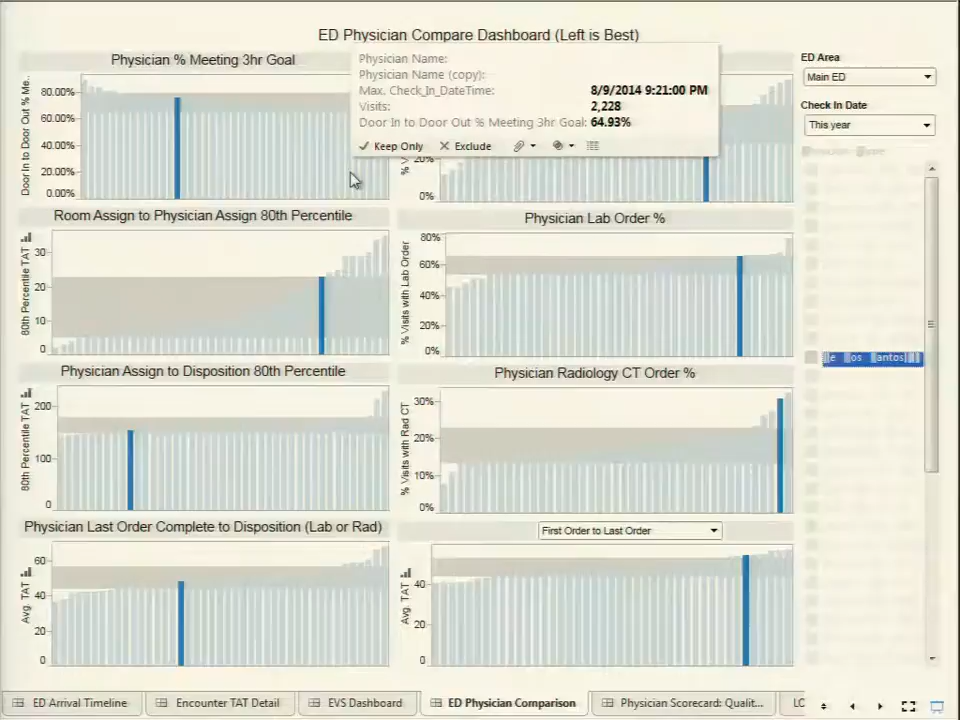 ED Physician Compare Dashboard (Left is Best)
Physician % Meeting 3hr Goal
Door In to Door Out % Me..
80.00%
60.00%
40.00%
20.00%
0.00%
Physician Name:
Physician Name (copy):
Max. Check_In_DateTime: 8/9/2014 9:21:00 PM
Visits: 2,228
Door In to Door Out % Meeting 3hr Goal: 64.93%
Keep Only
Exclude
20%
0%
ED Area
Main ED
Check In Date
This year
Room Assign to Physician Assign 80th Percentile
80th Percentile TAT
30
20
10
0
Physician Lab Order %
% Visits with Lab Order
80%
60%
40%
20%
0%
Physician Assign to Disposition 80th Percentile
80th Percentile TAT
200
100
0
Physician Radiology CT Order %
% Visits with Rad CT
30%
20%
10%
0%
Physician Last Order Complete to Disposition (Lab or Rad)
Avg. TAT
60
40
20
0
First Order to Last Order
Avg. TAT
40
20
0
ED Arrival Timeline
Encounter TAT Detail
EVS Dashboard
ED Physician Comparison
Physician Scorecard: Qualit...
LO